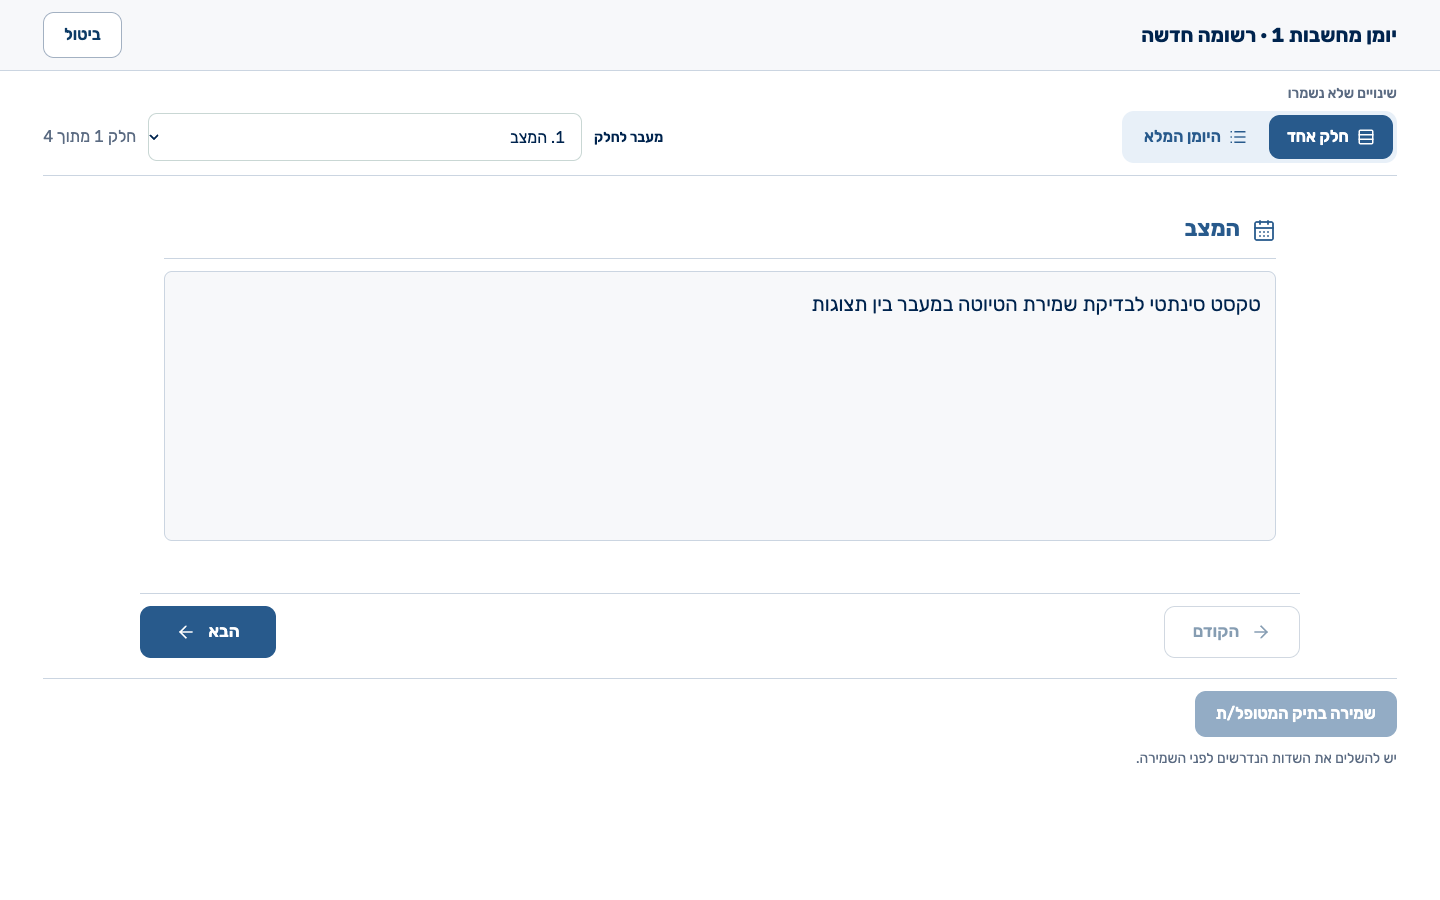 יומן מחשבות 1 · רשומה חדשה
ביטול
שינויים שלא נשמרו
חלק אחד
היומן המלא
מעבר לחלק
1. המצב
חלק 1 מתוך 4
המצב
טקסט סינתטי לבדיקת שמירת הטיוטה במעבר בין תצוגות
הקודם
הבא
שמירה בתיק המטופל/ת
יש להשלים את השדות הנדרשים לפני השמירה.